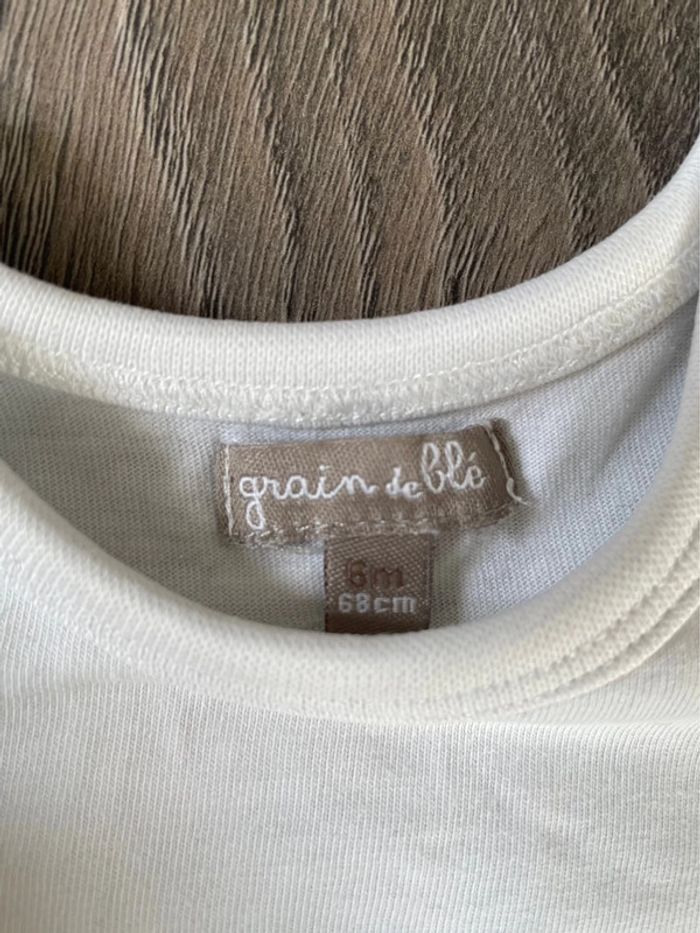 grain de blé
6m
68cm